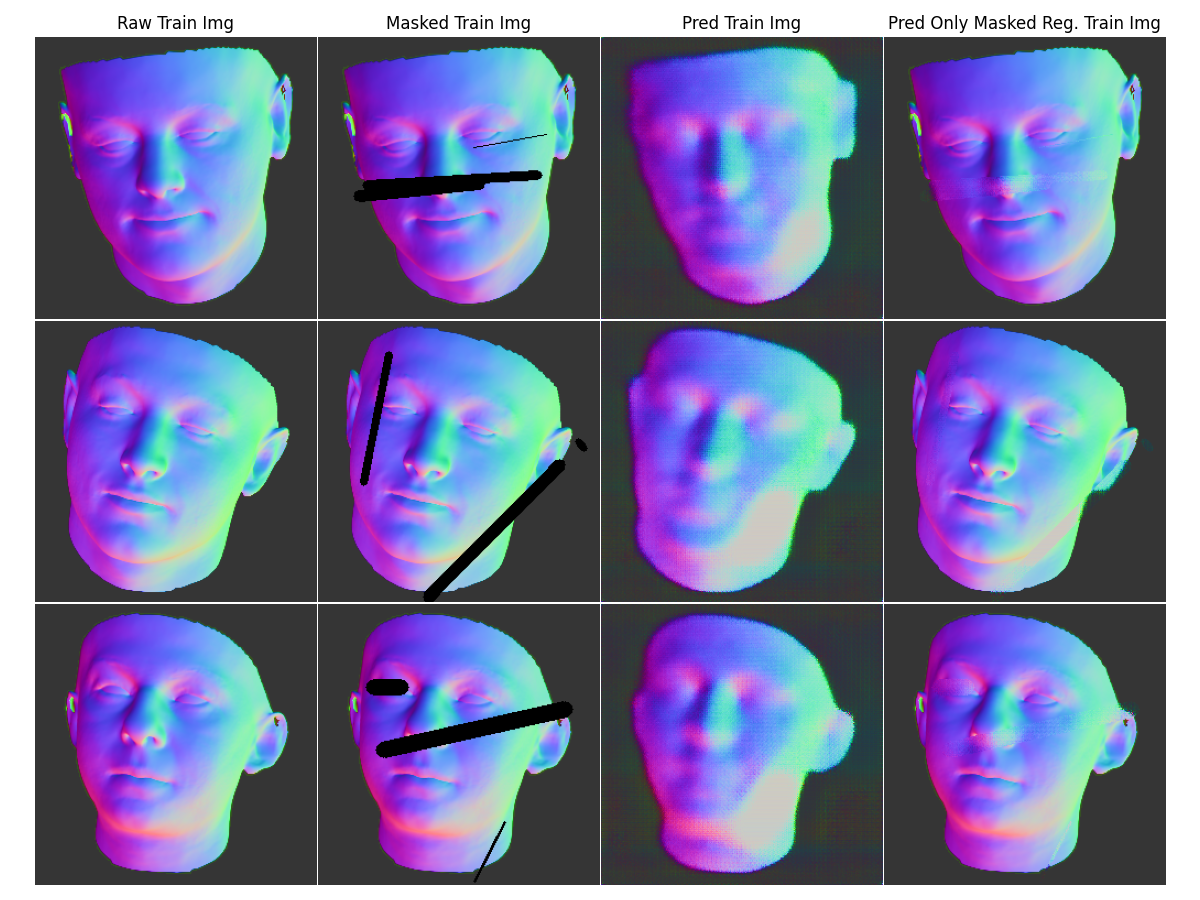 Raw Train Img
Masked Train Img
Pred Train Img
Pred Only Masked Reg. Train Img